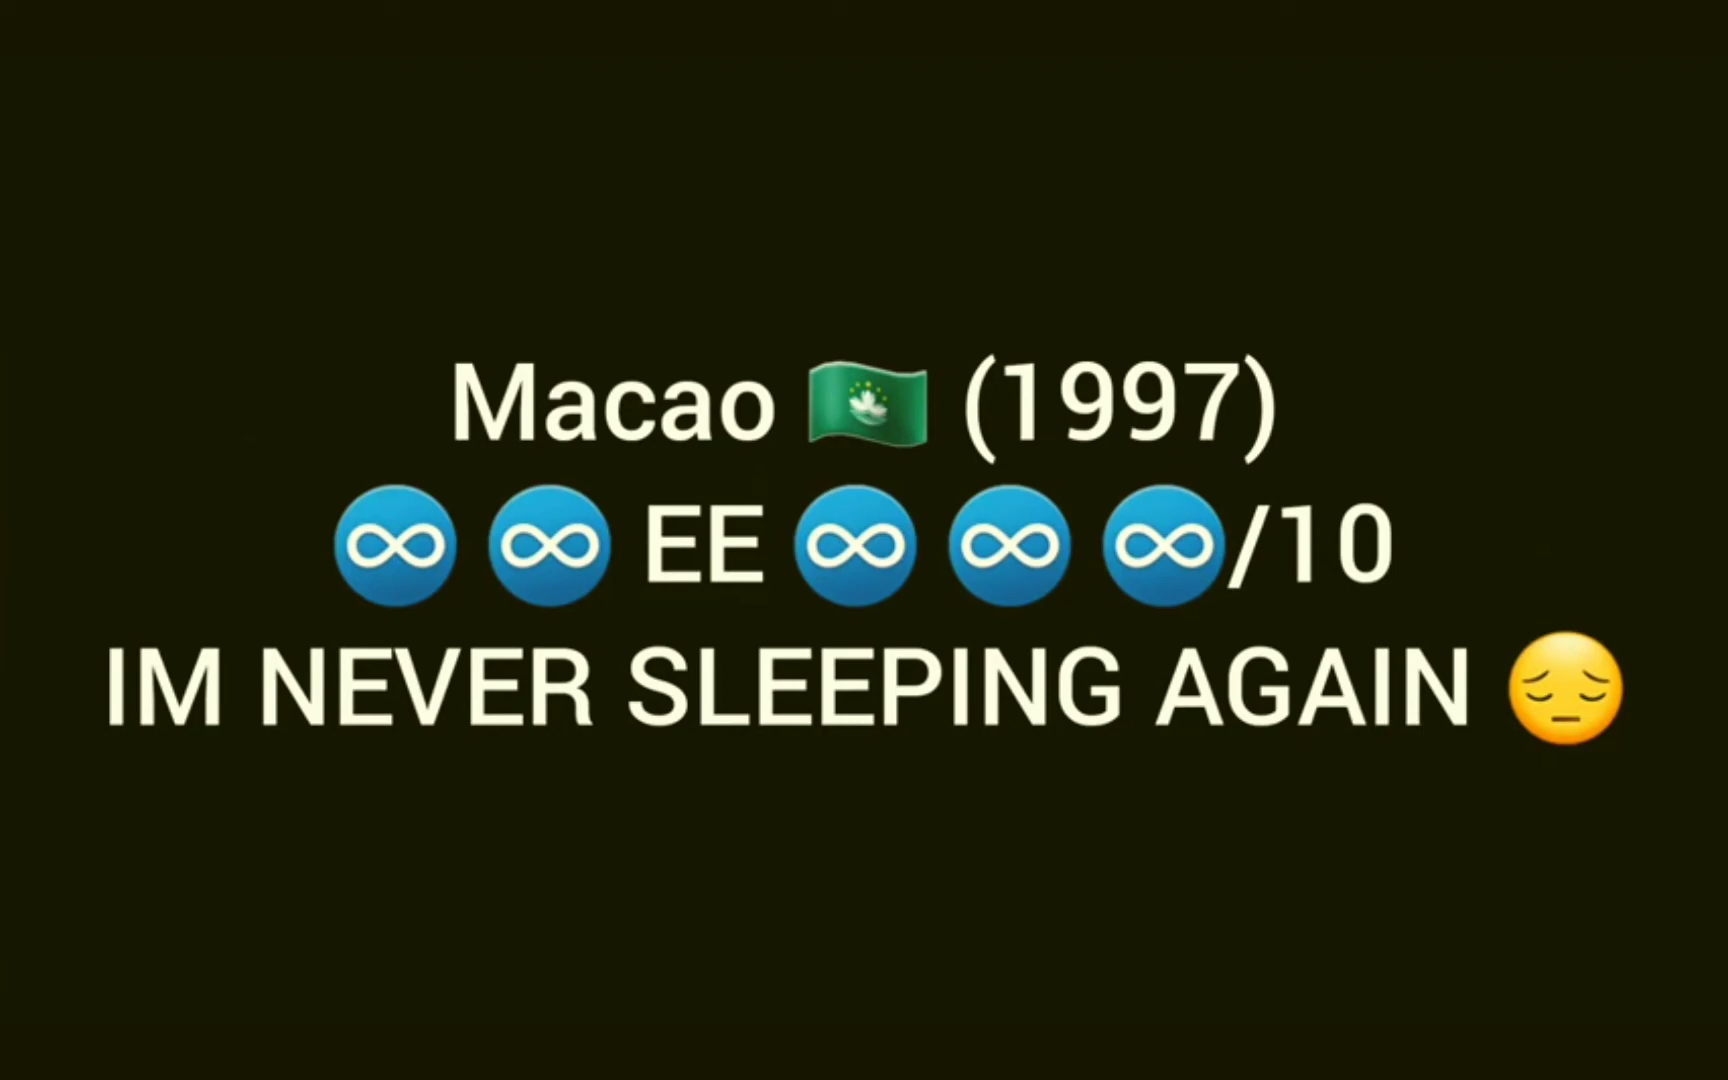 Macao 🇲🇴 (1997)
♾️ ♾️ EE ♾️ ♾️ ♾️/10
IM NEVER SLEEPING AGAIN 😔